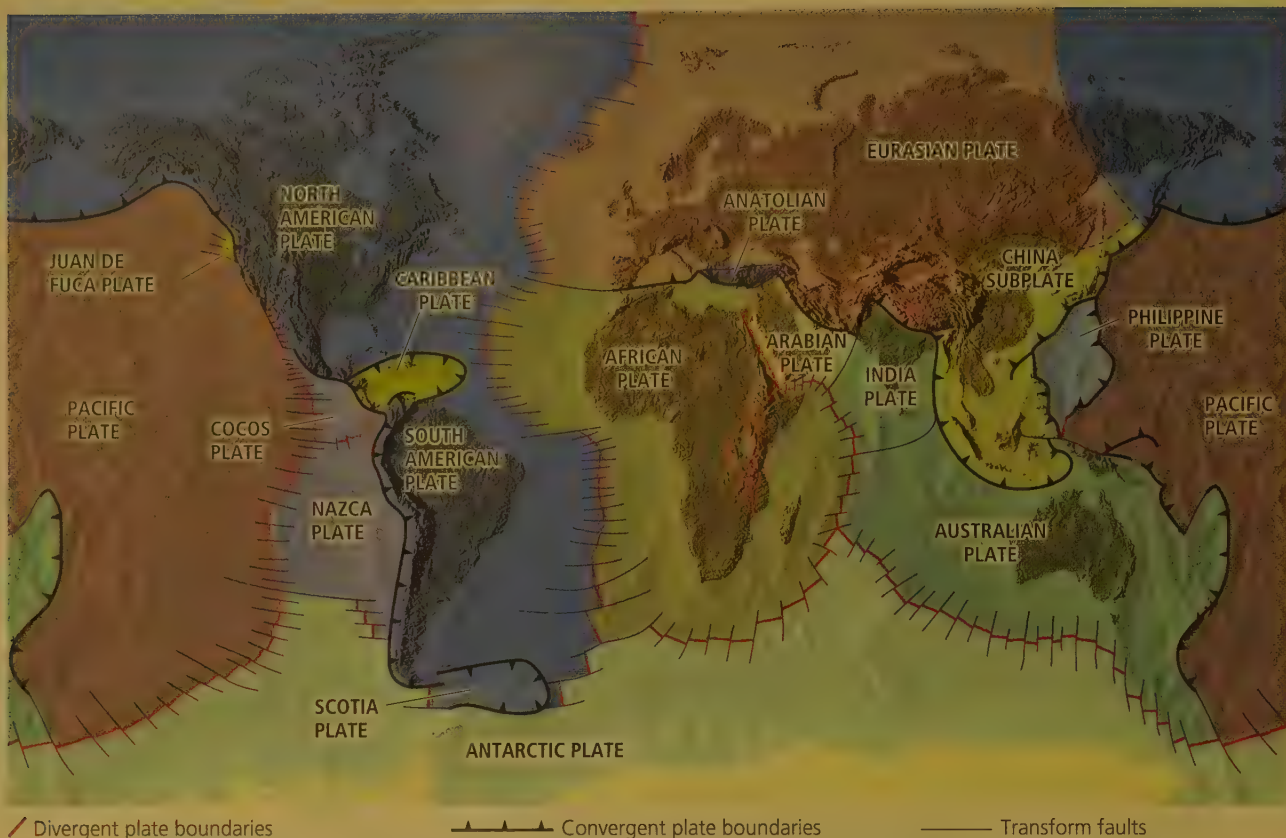 EURASIAN PLATE
NORTH
AMERICAN
PLATE
ANATOLIAN
PLATE
JUAN DE
FUCA PLATE
CARIBBEAN
PLATE
CHINA
SUBPLATE
PHILIPPINE
PLATE
AFRICAN
PLATE
ARABIAN
PLATE
INDIA
PLATE
PACIFIC
PLATE
COCOS
PLATE
SOUTH
AMERICAN
PLATE
PACIFIC
PLATE
NAZCA
PLATE
AUSTRALIAN
PLATE
SCOTIA
PLATE
ANTARCTIC PLATE
Divergent plate boundaries
Convergent plate boundaries
Transform faults